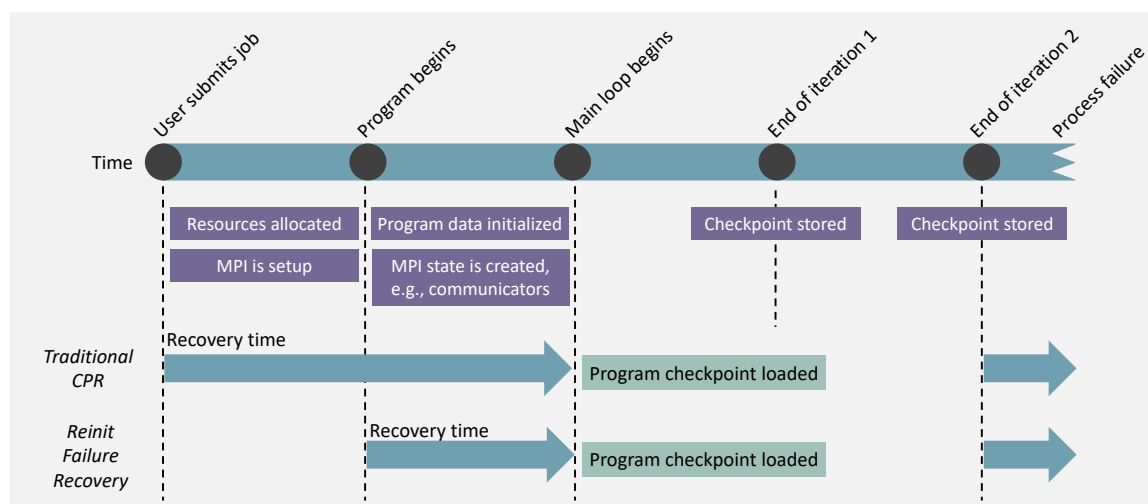 User submits job
Program begins
Main loop begins
End of iteration 1
End of iteration 2
Process failure
Time
Resources allocated
Program data initialized
Checkpoint stored
Checkpoint stored
MPI is setup
MPI state is created,
e.g., communicators
Recovery time
Traditional
CPR
Program checkpoint loaded
Recovery time
Reinit
Failure
Recovery
Program checkpoint loaded